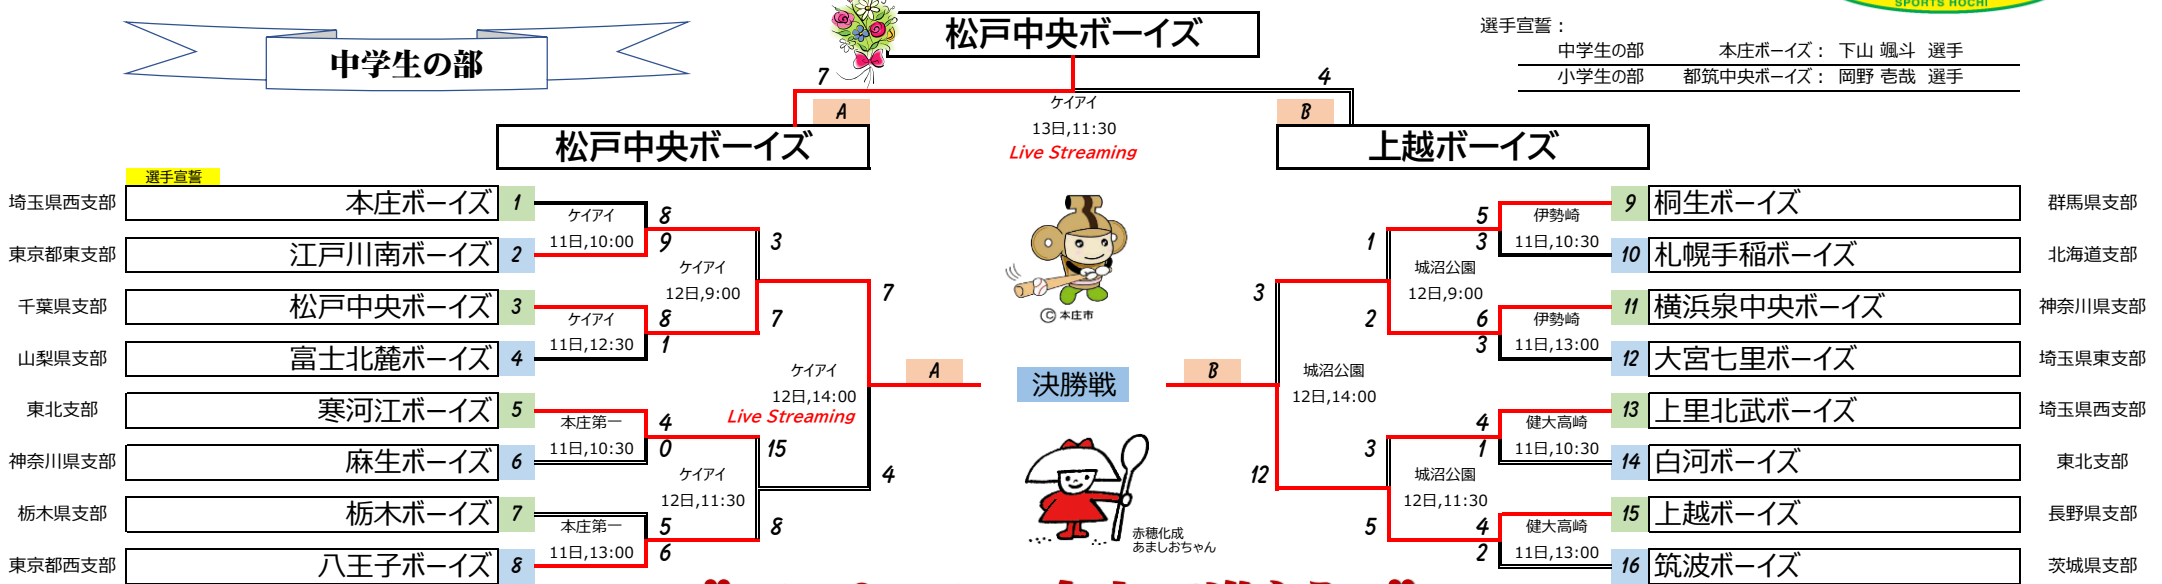 SPORTS HOCHI
中学生の部
松戸中央ボーイズ
選手宣誓：
中学生の部 本庄ボーイズ： 下山 颯斗 選手
小学生の部 都筑中央ボーイズ： 岡野 壱哉 選手
7 4
A ケイアイ B
13日,11:30
Live Streaming
松戸中央ボーイズ 上越ボーイズ
選手宣誓
埼玉県西支部 本庄ボーイズ 1
ケイアイ
11日,10:00
8
9
東京都東支部 江戸川南ボーイズ 2
3
ケイアイ
12日,9:00
7
千葉県支部 松戸中央ボーイズ 3
ケイアイ
11日,12:30
8
1
山梨県支部 富士北麓ボーイズ 4
7
ケイアイ
12日,14:00
Live Streaming
4
A
東北支部 寒河江ボーイズ 5
本庄第一
11日,10:30
4
0
神奈川県支部 麻生ボーイズ 6
15
ケイアイ
12日,11:30
8
栃木県支部 栃木ボーイズ 7
本庄第一
11日,13:00
5
6
東京都西支部 八王子ボーイズ 8
Ⓒ本庄市
決勝戦
赤穂化成
あましおちゃん
9 桐生ボーイズ 群馬県支部
伊勢崎
11日,10:30
5
3
10 札幌手稲ボーイズ 北海道支部
1
城沼公園
12日,9:00
2
11 横浜泉中央ボーイズ 神奈川県支部
伊勢崎
11日,13:00
6
3
12 大宮七里ボーイズ 埼玉県東支部
3
城沼公園
12日,14:00
12
B
13 上里北武ボーイズ 埼玉県西支部
健大高崎
11日,10:30
4
1
14 白河ボーイズ 東北支部
3
城沼公園
12日,11:30
5
15 上越ボーイズ 長野県支部
健大高崎
11日,13:00
4
2
16 筑波ボーイズ 茨城県支部